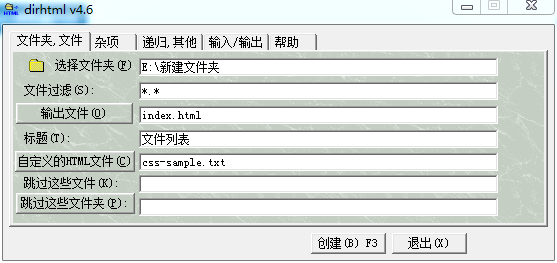 dirhtml v4.6
文件夹,文件 杂项 递归,其他 输入/输出 帮助
选择文件夹(F) E:\新建文件夹
文件过滤(S): *.*
输出文件(O) index.html
标题(T): 文件列表
自定义的HTML文件(C) css-sample.txt
跳过这些文件(K):
跳过这些文件夹(P):
创建(B) F3 退出(X)